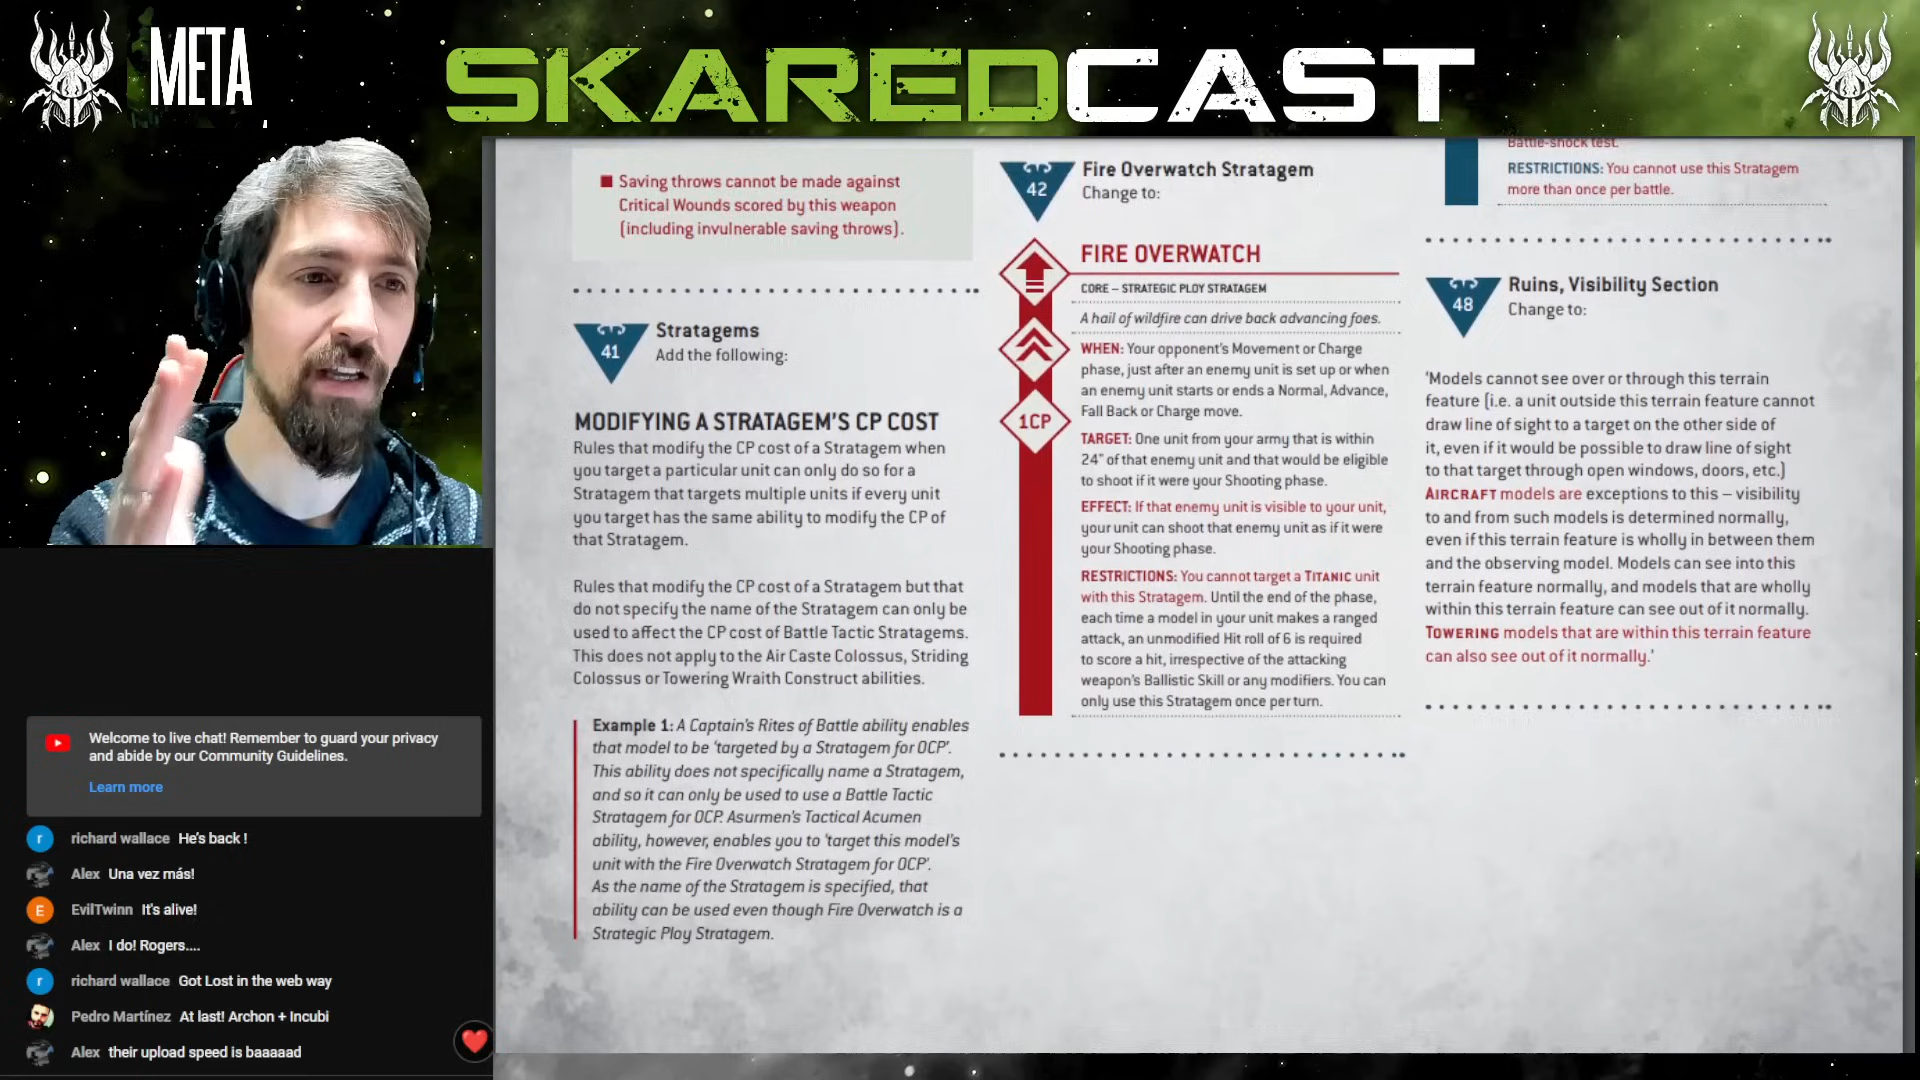 META
SKAREDCAST
Saving throws cannot be made against
Critical Wounds scored by this weapon
(including invulnerable saving throws).
41
Stratagems
Add the following:
MODIFYING A STRATAGEM'S CP COST
Rules that modify the CP cost of a Stratagem when
you target a particular unit can only do so for a
Stratagem that targets multiple units if every unit
you target has the same ability to modify the CP of
that Stratagem.
Rules that modify the CP cost of a Stratagem but that
do not specify the name of the Stratagem can only be
used to affect the CP cost of Battle Tactic Stratagems.
This does not apply to the Air Caste Colossus, Striding
Colossus or Towering Wraith Construct abilities.
Example 1: A Captain's Rites of Battle ability enables
that model to be 'targeted by a Stratagem for 0CP'.
This ability does not specifically name a Stratagem,
and so it can only be used to use a Battle Tactic
Stratagem for 0CP. Asurmen's Tactical Acumen
ability, however, enables you to 'target this model's
unit with the Fire Overwatch Stratagem for 0CP'.
As the name of the Stratagem is specified, that
ability can be used even though Fire Overwatch is a
Strategic Ploy Stratagem.
42
Fire Overwatch Stratagem
Change to:
FIRE OVERWATCH
CORE – STRATEGIC PLOY STRATAGEM
A hail of wildfire can drive back advancing foes.
1CP
WHEN: Your opponent's Movement or Charge
phase, just after an enemy unit is set up or when
an enemy unit starts or ends a Normal, Advance,
Fall Back or Charge move.
TARGET: One unit from your army that is within
24" of that enemy unit and that would be eligible
to shoot if it were your Shooting phase.
EFFECT: If that enemy unit is visible to your unit,
your unit can shoot that enemy unit as if it were
your Shooting phase.
RESTRICTIONS: You cannot target a TITANIC unit
with this Stratagem. Until the end of the phase,
each time a model in your unit makes a ranged
attack, an unmodified Hit roll of 6 is required
to score a hit, irrespective of the attacking
weapon's Ballistic Skill or any modifiers. You can
only use this Stratagem once per turn.
Battle-shock test.
RESTRICTIONS: You cannot use this Stratagem
more than once per battle.
48
Ruins, Visibility Section
Change to:
'Models cannot see over or through this terrain
feature (i.e. a unit outside this terrain feature cannot
draw line of sight to a target on the other side of
it, even if it would be possible to draw line of sight
to that target through open windows, doors, etc.)
AIRCRAFT models are exceptions to this – visibility
to and from such models is determined normally,
even if this terrain feature is wholly in between them
and the observing model. Models can see into this
terrain feature normally, and models that are wholly
within this terrain feature can see out of it normally.
TOWERING models that are within this terrain feature
can also see out of it normally.'
Welcome to live chat! Remember to guard your privacy
and abide by our Community Guidelines.
Learn more
r richard wallace He's back !
Alex Una vez más!
E EvilTwinn It's alive!
Alex I do! Rogers....
r richard wallace Got Lost in the web way
Pedro Martínez At last! Archon + Incubi
Alex their upload speed is baaaaad